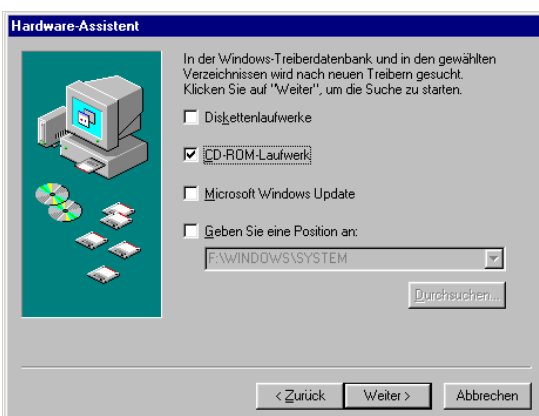 Hardware-Assistent
In der Windows-Treiberdatenbank und in den gewählten
Verzeichnissen wird nach neuen Treibern gesucht.
Klicken Sie auf "Weiter", um die Suche zu starten.
Diskettenlaufwerke
CD-ROM-Laufwerk
Microsoft Windows Update
Geben Sie eine Position an:
F:\WINDOWS\SYSTEM
Durchsuchen...
< Zurück Weiter > Abbrechen